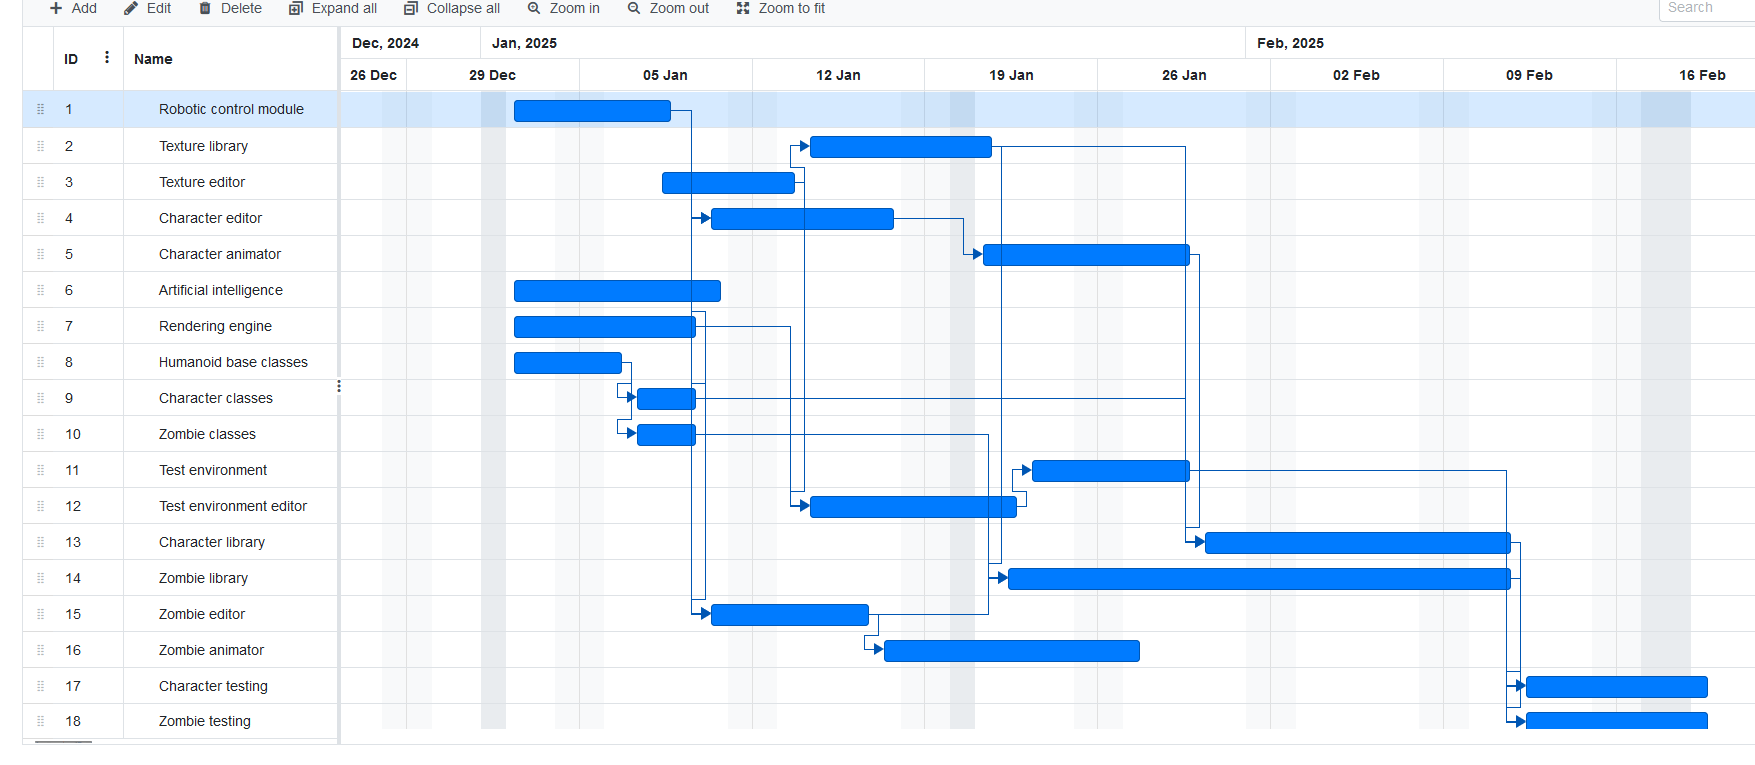 Add Edit Delete Expand all Collapse all Zoom in Zoom out Zoom to fit Search
ID Name
Dec, 2024 Jan, 2025 Feb, 2025
26 Dec 29 Dec 05 Jan 12 Jan 19 Jan 26 Jan 02 Feb 09 Feb 16 Feb
1 Robotic control module
2 Texture library
3 Texture editor
4 Character editor
5 Character animator
6 Artificial intelligence
7 Rendering engine
8 Humanoid base classes
9 Character classes
10 Zombie classes
11 Test environment
12 Test environment editor
13 Character library
14 Zombie library
15 Zombie editor
16 Zombie animator
17 Character testing
18 Zombie testing